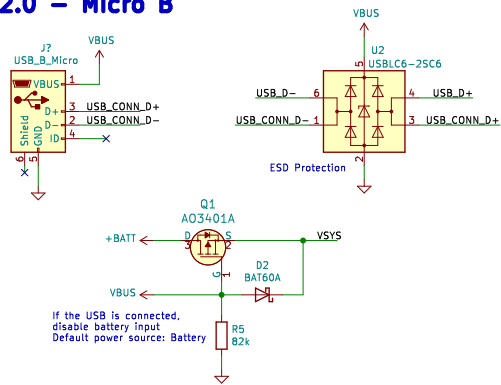 2.0 - Micro B
J?
USB_B_Micro
VBUS
VBUS 1
D+ 3 USB_CONN_D+
D- 2 USB_CONN_D-
ID 4
Shield
GND
6 5
VBUS
U2
USBLC6-2SC6
5
USB_D- 6
4 USB_D+
USB_CONN_D- 1
3 USB_CONN_D+
2
ESD Protection
Q1
AO3401A
+BATT
D
3
S
2
VSYS
G
1
D2
BAT60A
VBUS
If the USB is connected,
disable battery input
Default power source: Battery
R5
82k